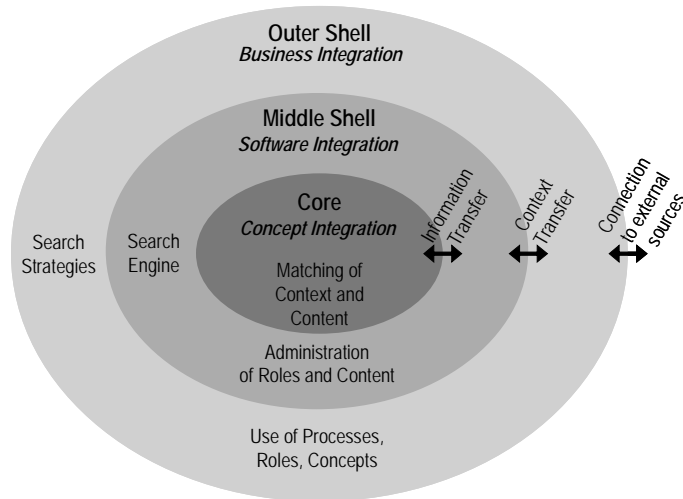 Outer Shell
Business Integration
Middle Shell
Software Integration
Core
Concept Integration
Information
Transfer
Context
Transfer
Connection
to external
sources
Search
Strategies
Search
Engine
Matching of
Context and
Content
Administration
of Roles and Content
Use of Processes,
Roles, Concepts